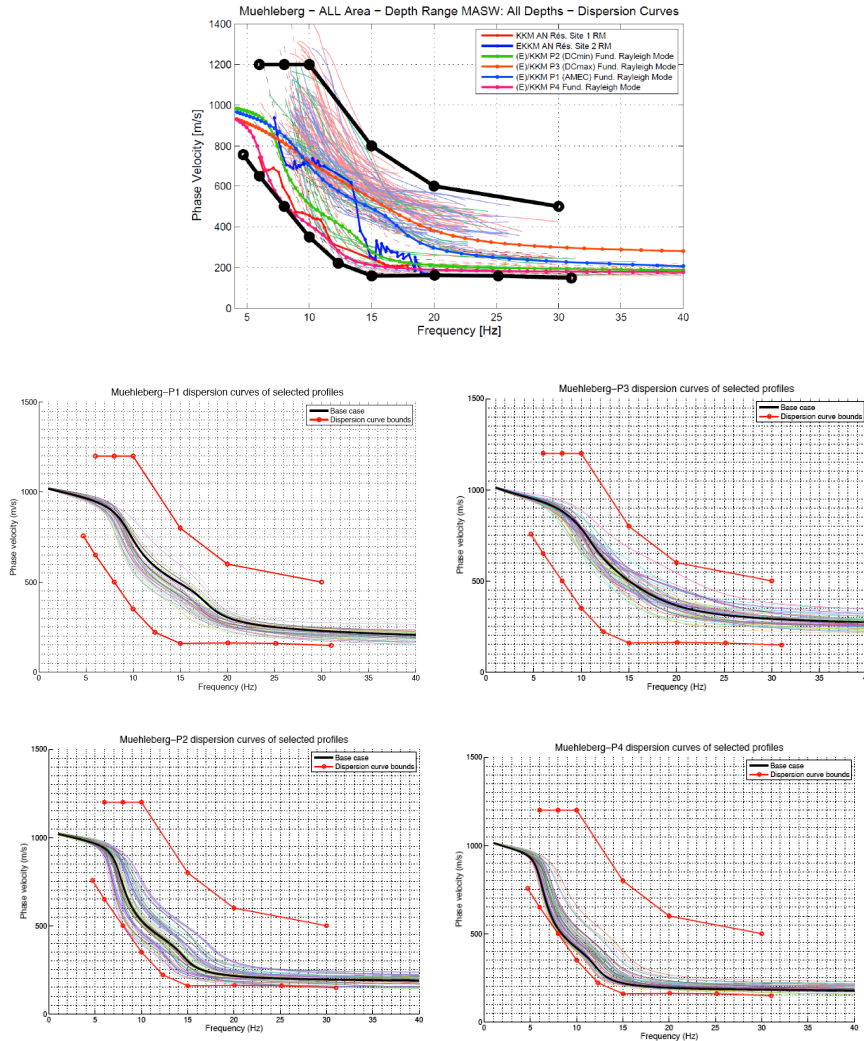 Muehleberg − ALL Area − Depth Range MASW: All Depths − Dispersion Curves
KKM AN Rés. Site 1 RM
EKKM AN Rés. Site 2 RM
(E)/KKM P2 (DCmin) Fund. Rayleigh Mode
(E)/KKM P3 (DCmax) Fund. Rayleigh Mode
(E)/KKM P1 (AMEC) Fund. Rayleigh Mode
(E)/KKM P4 Fund. Rayleigh Mode
Phase Velocity [m/s]
1400
1200
1000
800
600
400
200
0
5 10 15 20 25 30 35 40
Frequency [Hz]
Muehleberg−P1 dispersion curves of selected profiles
Base case
Dispersion curve bounds
Phase velocity (m/s)
1500
1000
500
0
0 5 10 15 20 25 30 35 40
Frequency (Hz)
Muehleberg−P3 dispersion curves of selected profiles
Base case
Dispersion curve bounds
Phase velocity (m/s)
1500
1000
500
0
0 5 10 15 20 25 30 35
Frequency (Hz)
Muehleberg−P2 dispersion curves of selected profiles
Base case
Dispersion curve bounds
Phase velocity (m/s)
1500
1000
500
0
0 5 10 15 20 25 30 35 40
Frequency (Hz)
Muehleberg−P4 dispersion curves of selected profiles
Base case
Dispersion curve bounds
Phase velocity (m/s)
1500
1000
500
0
0 5 10 15 20 25 30 35 40
Frequency (Hz)